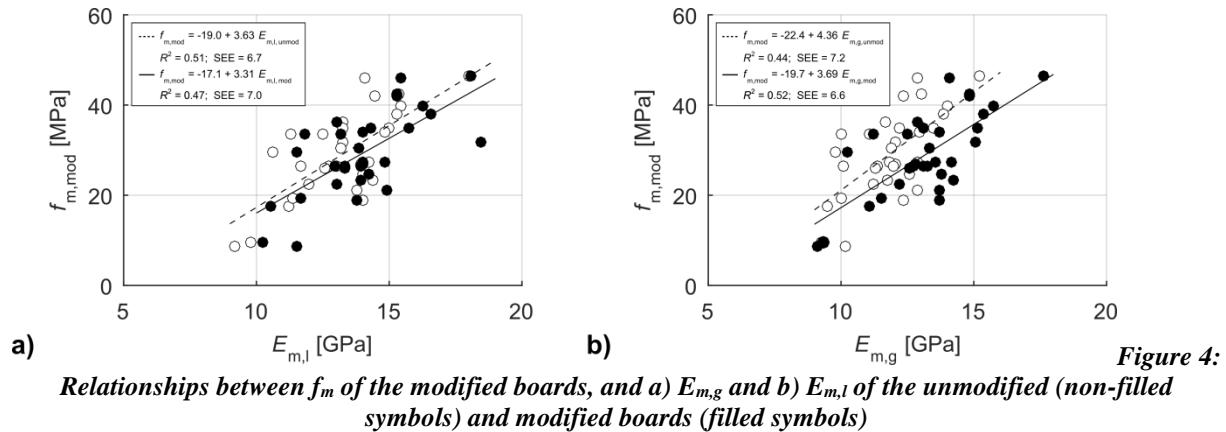 60
40
20
0
f_m,mod [MPa]
f_m,mod = -19.0 + 3.63 E_m,l,unmod
R² = 0.51; SEE = 6.7
f_m,mod = -17.1 + 3.31 E_m,l,mod
R² = 0.47; SEE = 7.0
5 10 15 20
a) E_m,l [GPa]
60
40
20
0
f_m,mod [MPa]
f_m,mod = -22.4 + 4.36 E_m,g,unmod
R² = 0.44; SEE = 7.2
f_m,mod = -19.7 + 3.69 E_m,g,mod
R² = 0.52; SEE = 6.6
5 10 15 20
b) E_m,g [GPa]
Figure 4:
Relationships between f_m of the modified boards, and a) E_m,g and b) E_m,l of the unmodified (non-filled
symbols) and modified boards (filled symbols)